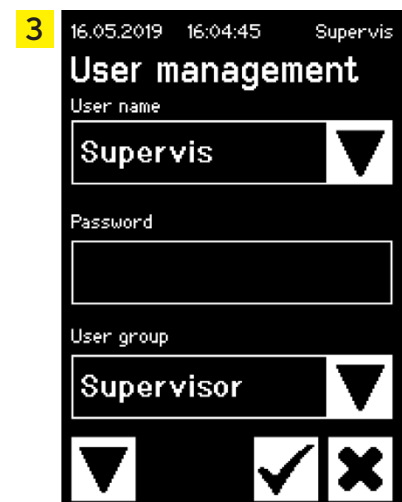 3
16.05.2019 16:04:45 Supervis
User management
User name
Supervis
Password
User group
Supervisor